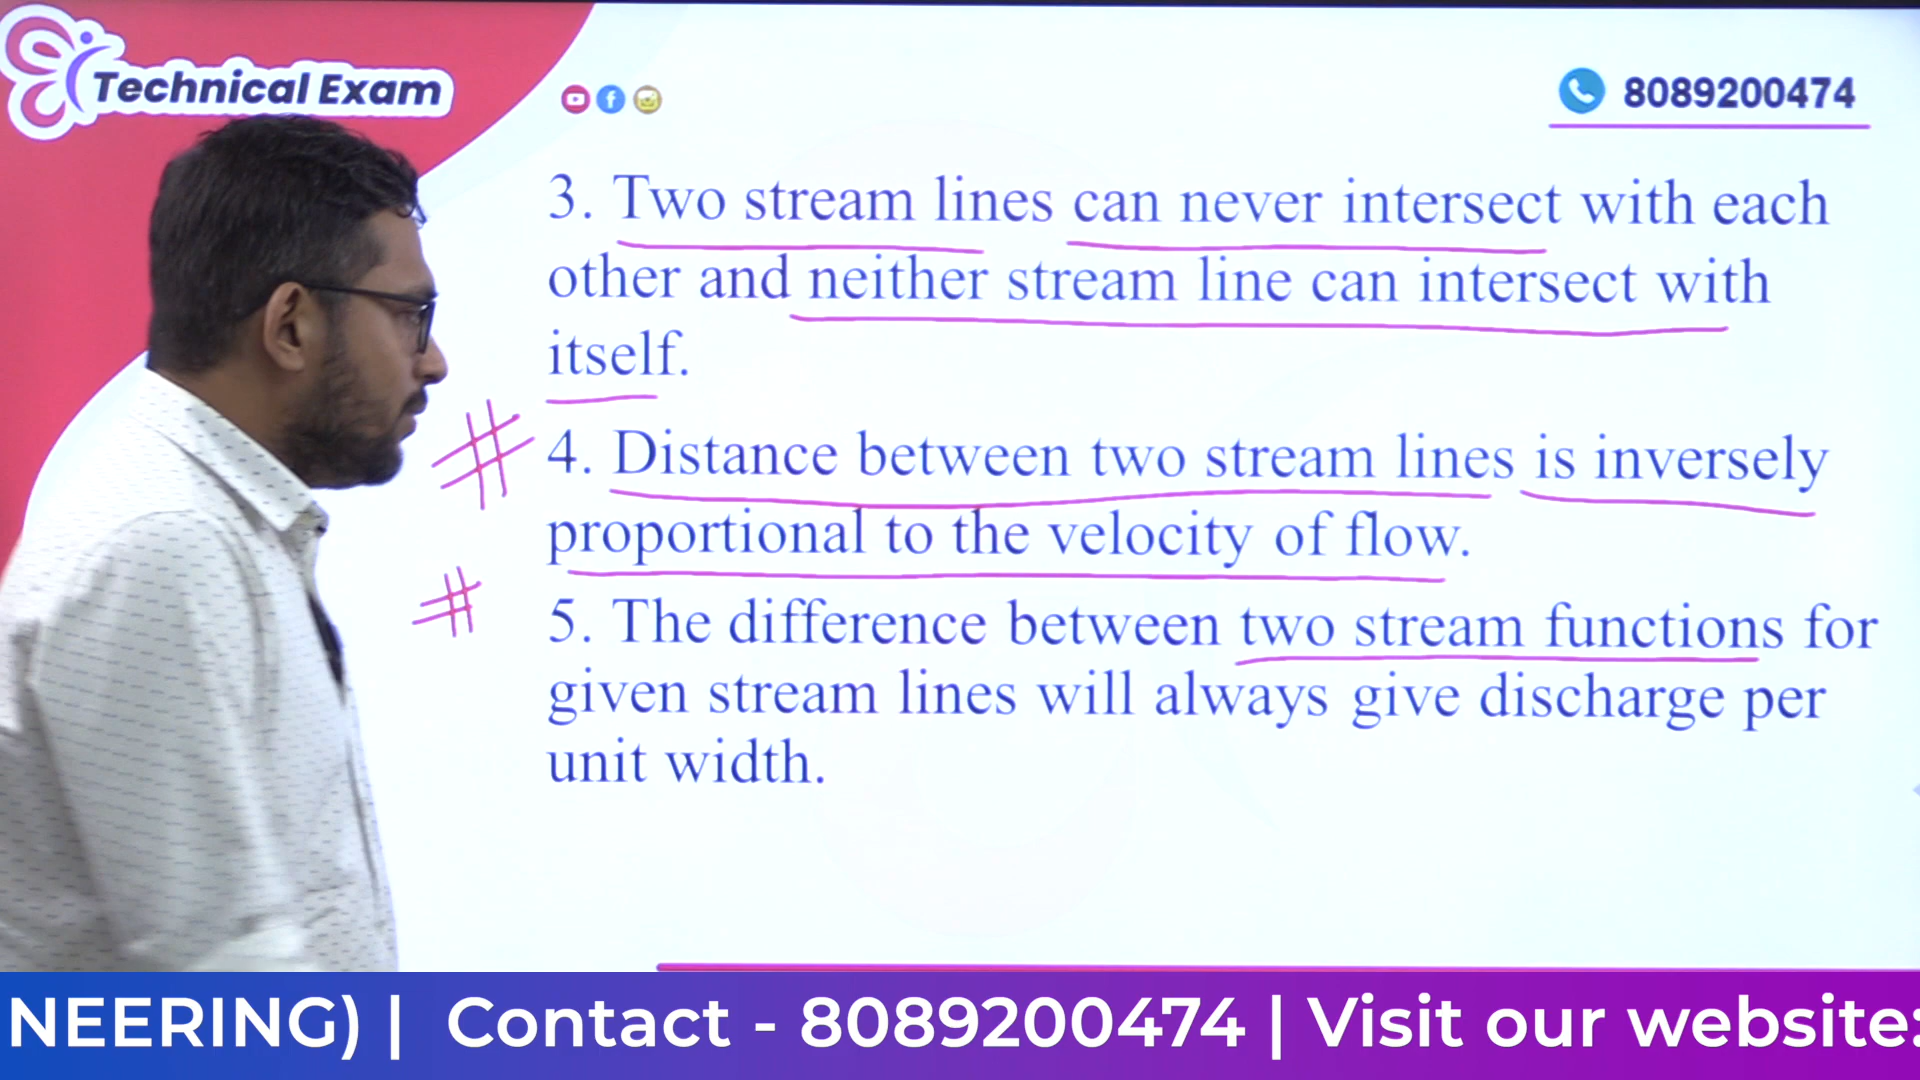 Technical Exam
8089200474
3. Two stream lines can never intersect with each
other and neither stream line can intersect with
itself.
# 4. Distance between two stream lines is inversely
proportional to the velocity of flow.
# 5. The difference between two stream functions for
given stream lines will always give discharge per
unit width.
NEERING) | Contact - 8089200474 | Visit our website: